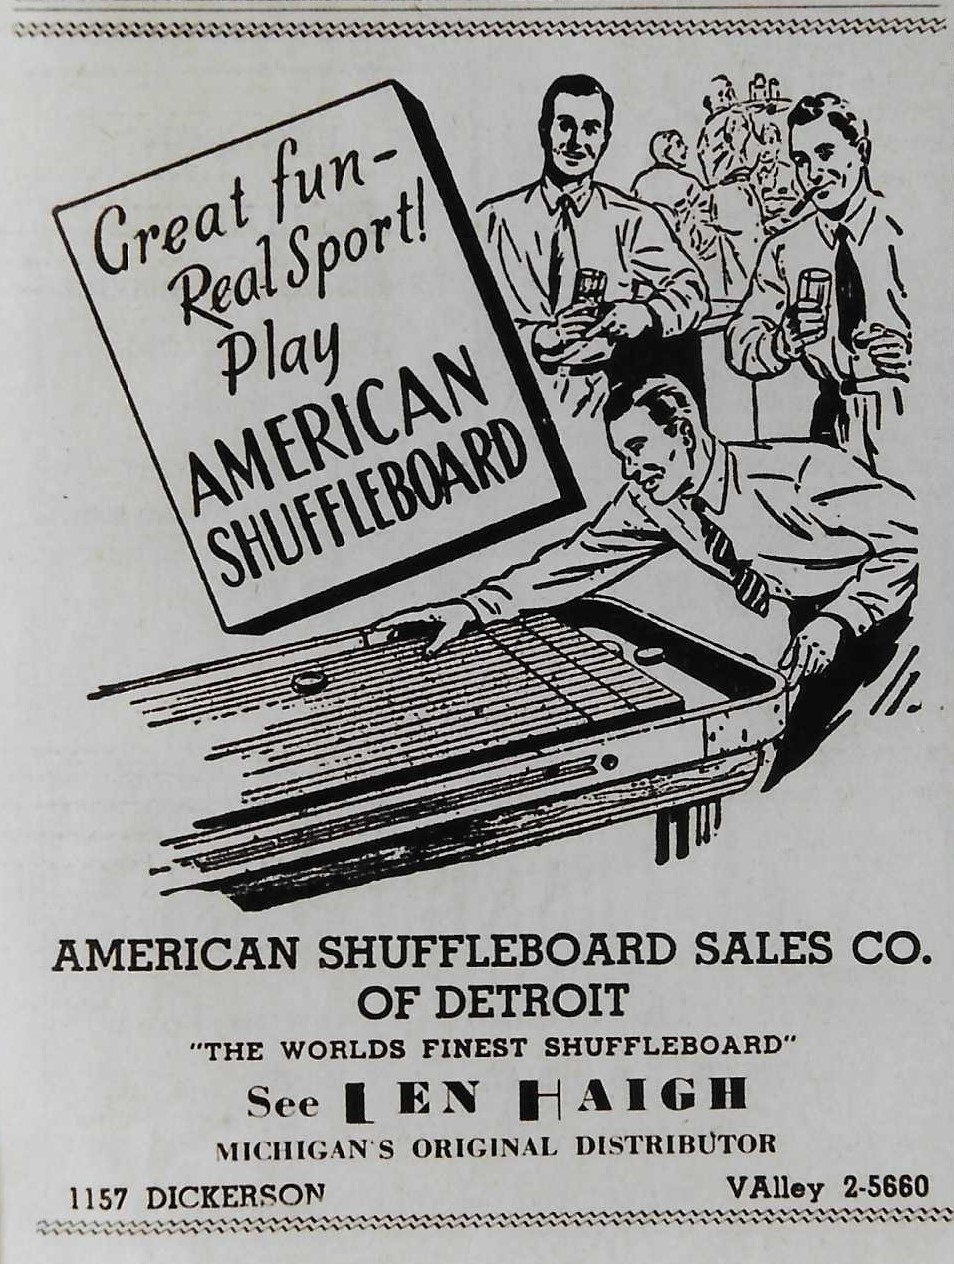 Great fun-
Real Sport!
Play
AMERICAN
SHUFFLEBOARD
AMERICAN SHUFFLEBOARD SALES CO.
OF DETROIT
"THE WORLDS FINEST SHUFFLEBOARD"
See LEN HAIGH
MICHIGAN'S ORIGINAL DISTRIBUTOR
1157 DICKERSON VAlley 2-5660